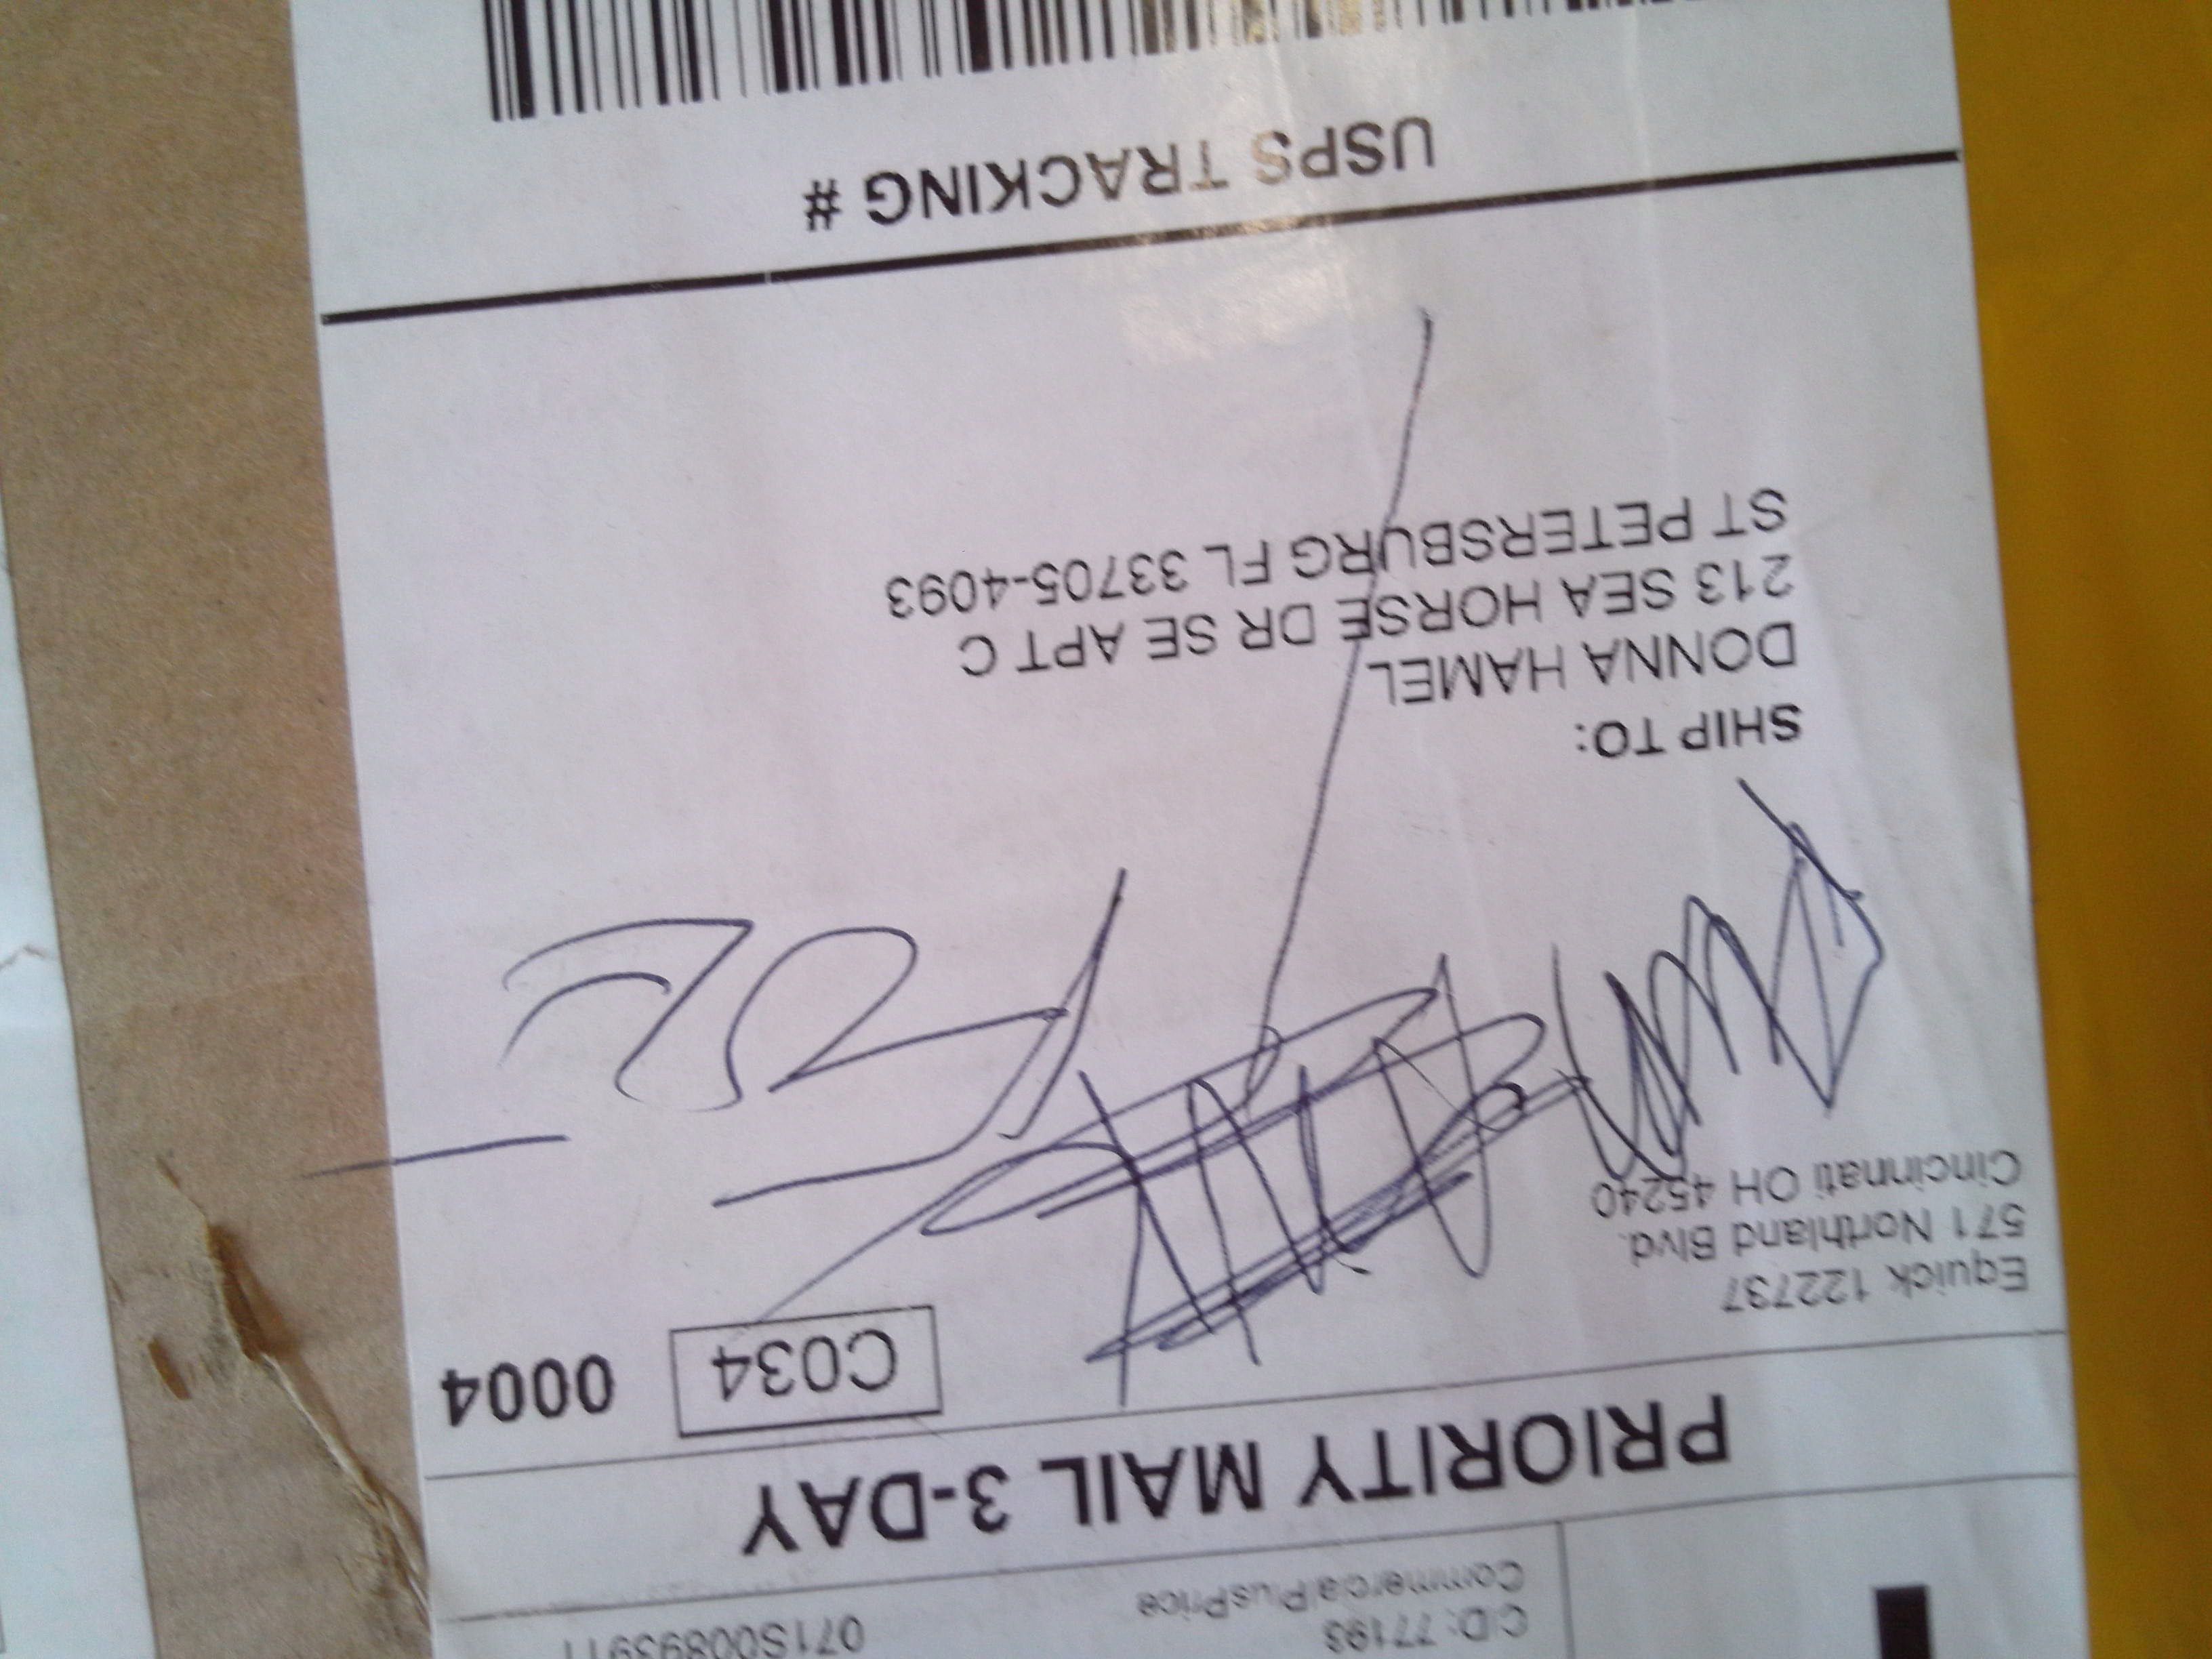 CID: 77193
071S00893911
CommercialPlusPrice
PRIORITY MAIL 3-DAY
Equick 122737
571 Northland Blvd.
Cincinnati OH 45240
C034
0004
SHIP TO:
DONNA HAMEL
213 SEA HORSE DR SE APT C
ST PETERSBURG FL 33705-4093
USPS TRACKING #